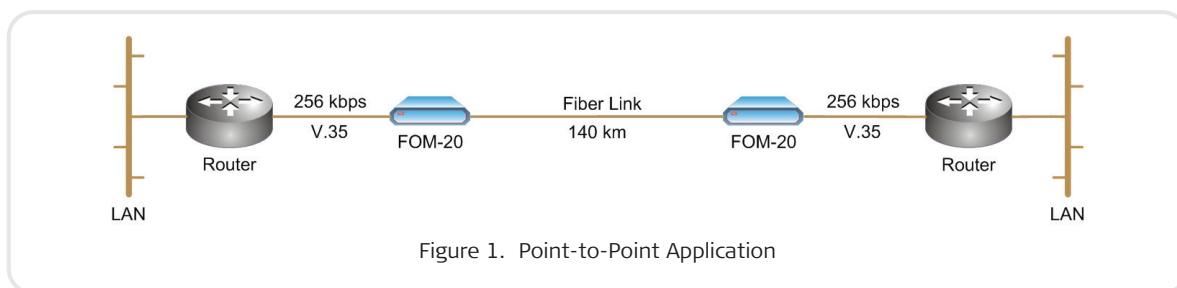 256 kbps
Fiber Link
256 kbps
V.35
140 km
V.35
FOM-20
FOM-20
Router
Router
LAN
LAN
Figure 1. Point-to-Point Application